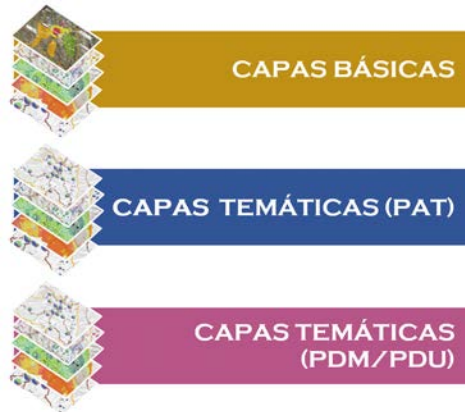 CAPAS BÁSICAS
CAPAS TEMÁTICAS (PAT)
CAPAS TEMÁTICAS
(PDM/PDU)